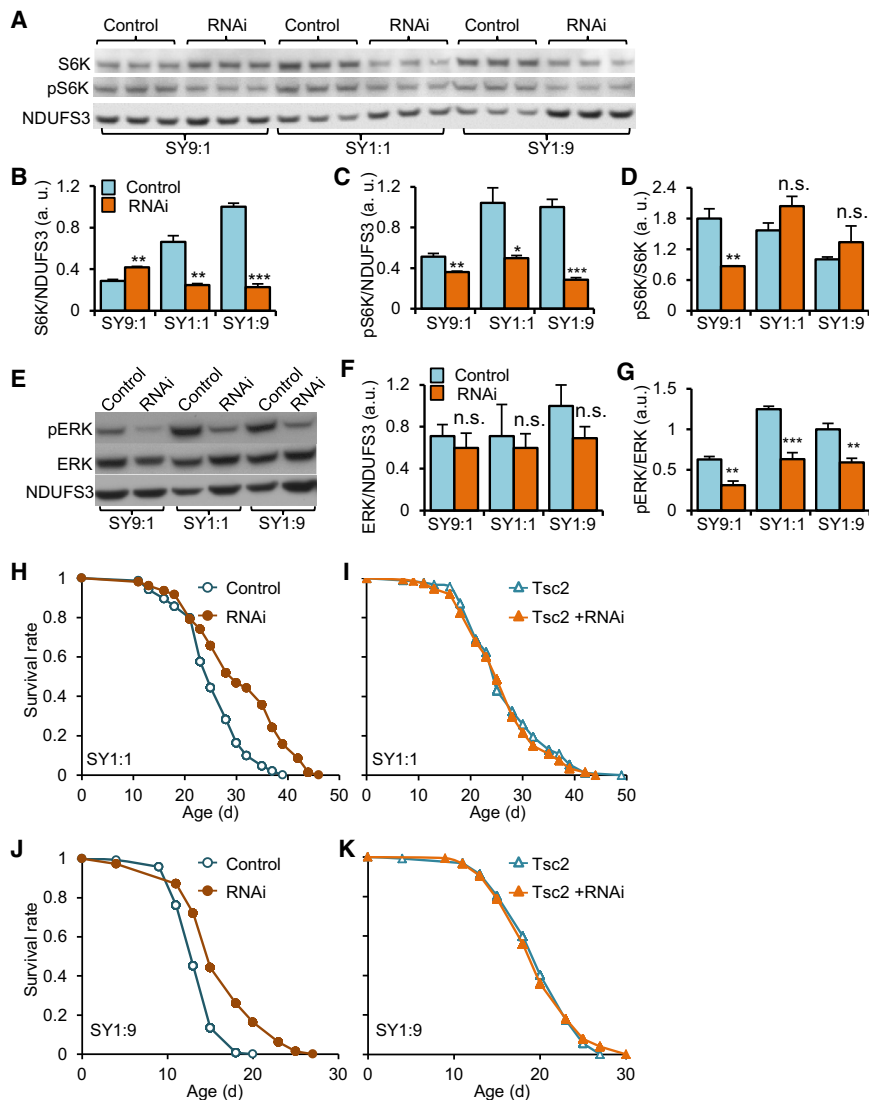 A
Control RNAi Control RNAi Control RNAi
S6K
pS6K
NDUFS3
SY9:1 SY1:1 SY1:9
B
S6K/NDUFS3 (a. u.)
1.2
0.8
0.4
0
Control
RNAi
** ** ***
SY9:1 SY1:1 SY1:9
C
pS6K/NDUFS3 (a. u.)
1.2
0.8
0.4
0
** * ***
SY9:1 SY1:1 SY1:9
D
pS6K/S6K (a. u.)
2.4
1.8
1.2
0.6
0
** n.s. n.s.
SY9:1 SY1:1 SY1:9
E
Control RNAi Control RNAi Control RNAi
pERK
ERK
NDUFS3
SY9:1 SY1:1 SY1:9
F
ERK/NDUFS3 (a.u.)
1.2
0.8
0.4
0
Control
RNAi
n.s. n.s. n.s.
SY9:1 SY1:1 SY1:9
G
pERK/ERK (a.u.)
1.5
1
0.5
0
** *** **
SY9:1 SY1:1 SY1:9
H
Survival rate
1
0.8
0.6
0.4
0.2
0
Control
RNAi
SY1:1
0 10 20 30 40 50
Age (d)
I
Tsc2
Tsc2 +RNAi
SY1:1
0 10 20 30 40 50
Age (d)
J
Survival rate
1
0.8
0.6
0.4
0.2
0
Control
RNAi
SY1:9
0 10 20 30
Age (d)
K
Tsc2
Tsc2 +RNAi
SY1:9
0 10 20 30
Age (d)